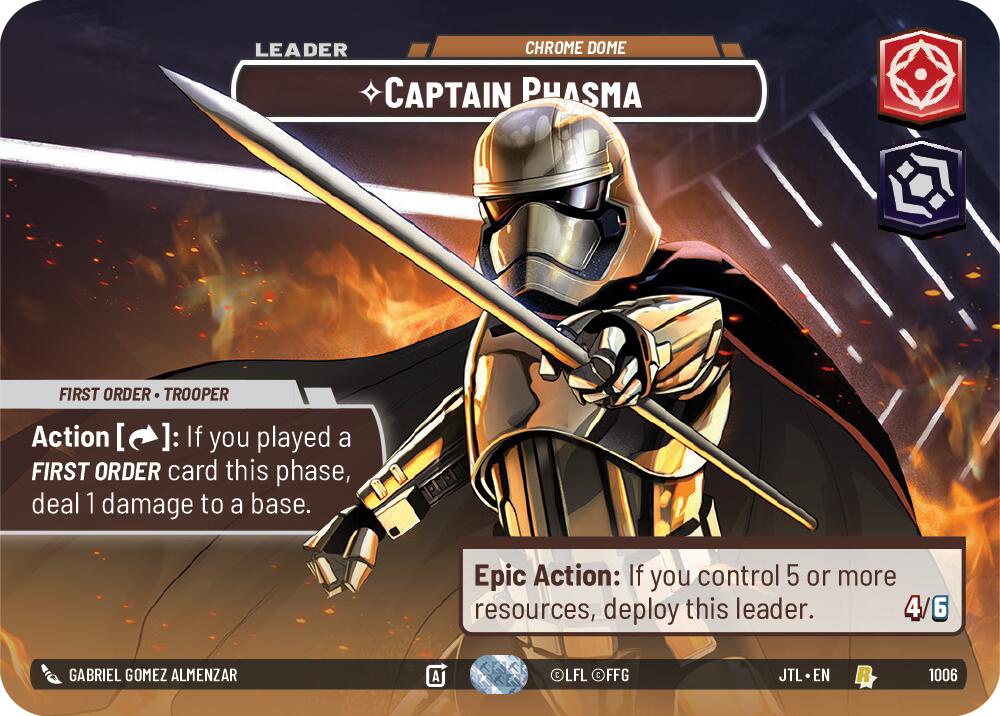 LEADER
CHROME DOME
CAPTAIN PHASMA
FIRST ORDER • TROOPER
Action [ ]: If you played a
FIRST ORDER card this phase,
deal 1 damage to a base.
Epic Action: If you control 5 or more
resources, deploy this leader.
4/6
GABRIEL GOMEZ ALMENZAR
A
©LFL ©FFG
JTL • EN
R
1006